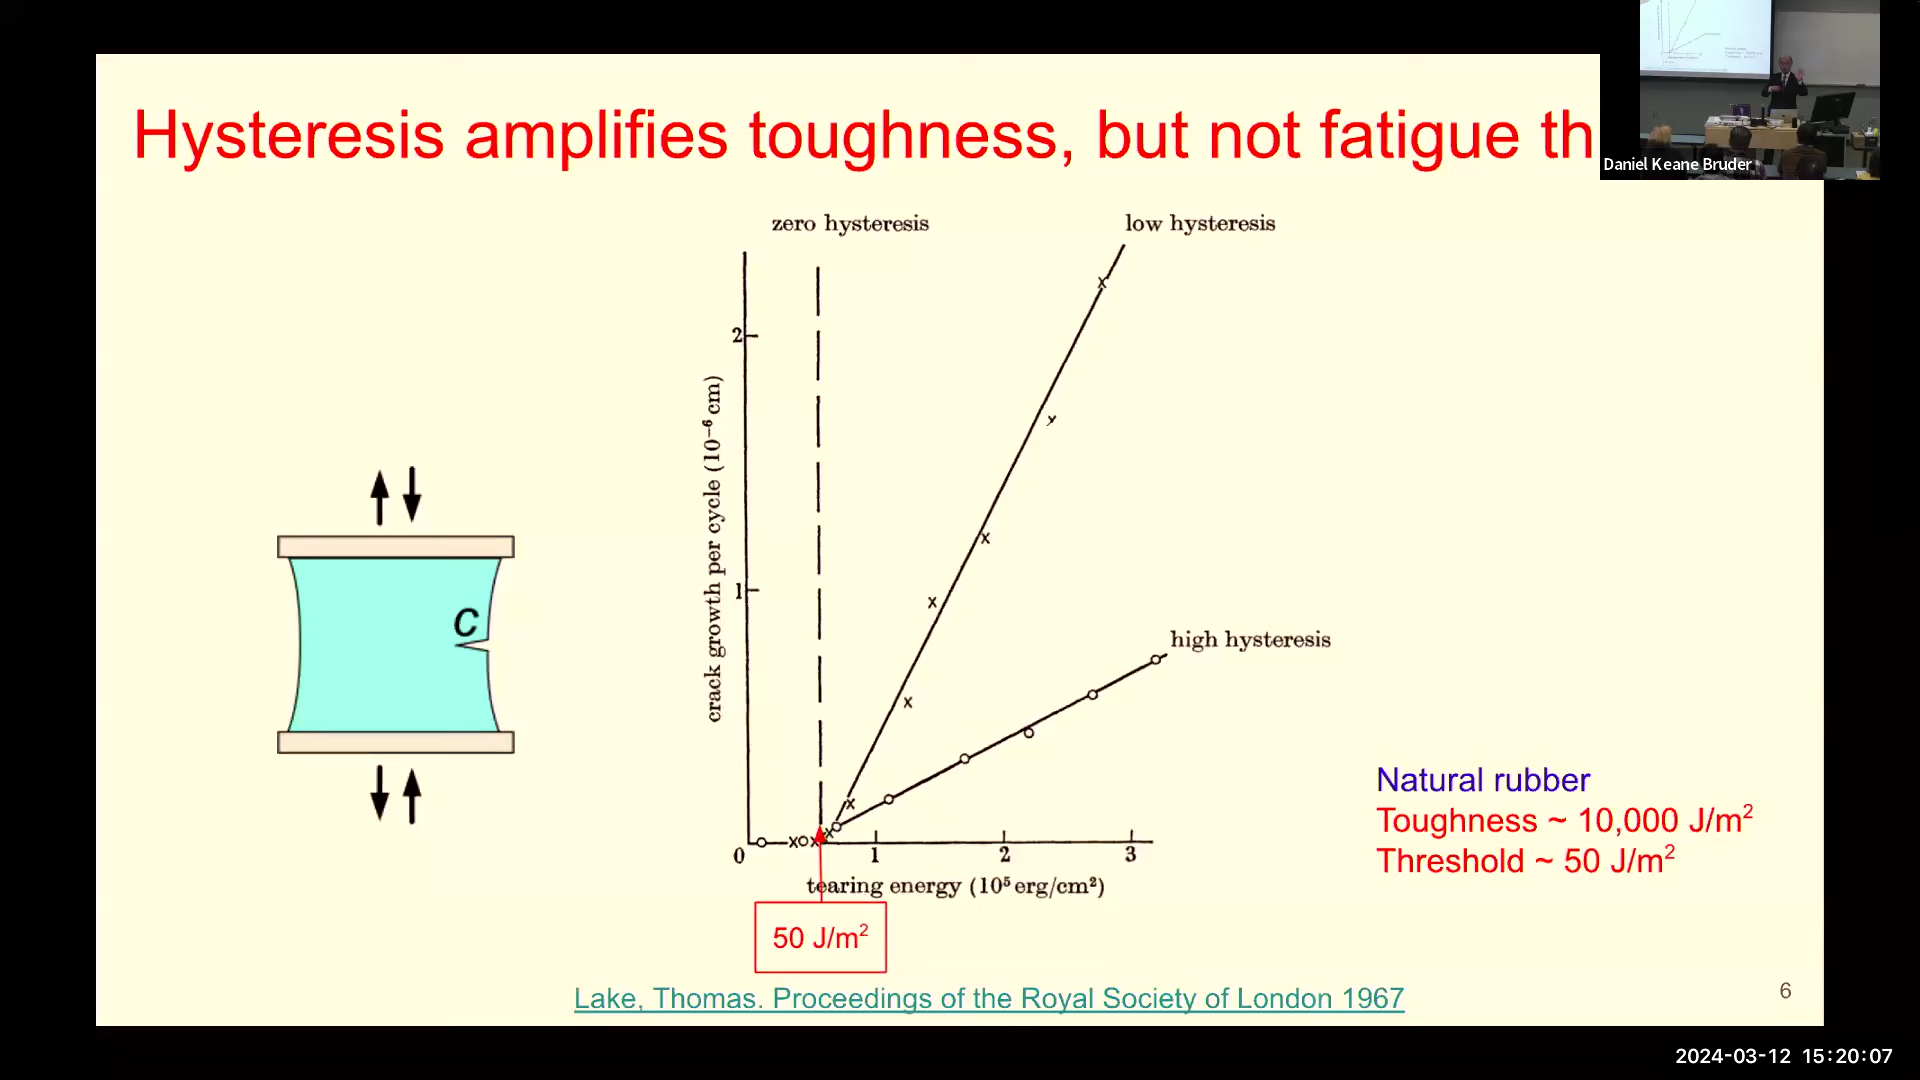 Hysteresis amplifies toughness, but not fatigue th
Daniel Keane Bruder
zero hysteresis
low hysteresis
2
crack growth per cycle (10⁻⁶ cm)
1
high hysteresis
C
0
1
2
3
tearing energy (10⁵ erg/cm²)
50 J/m²
Natural rubber
Toughness ~ 10,000 J/m²
Threshold ~ 50 J/m²
Lake, Thomas. Proceedings of the Royal Society of London 1967
6
2024-03-12 15:20:07